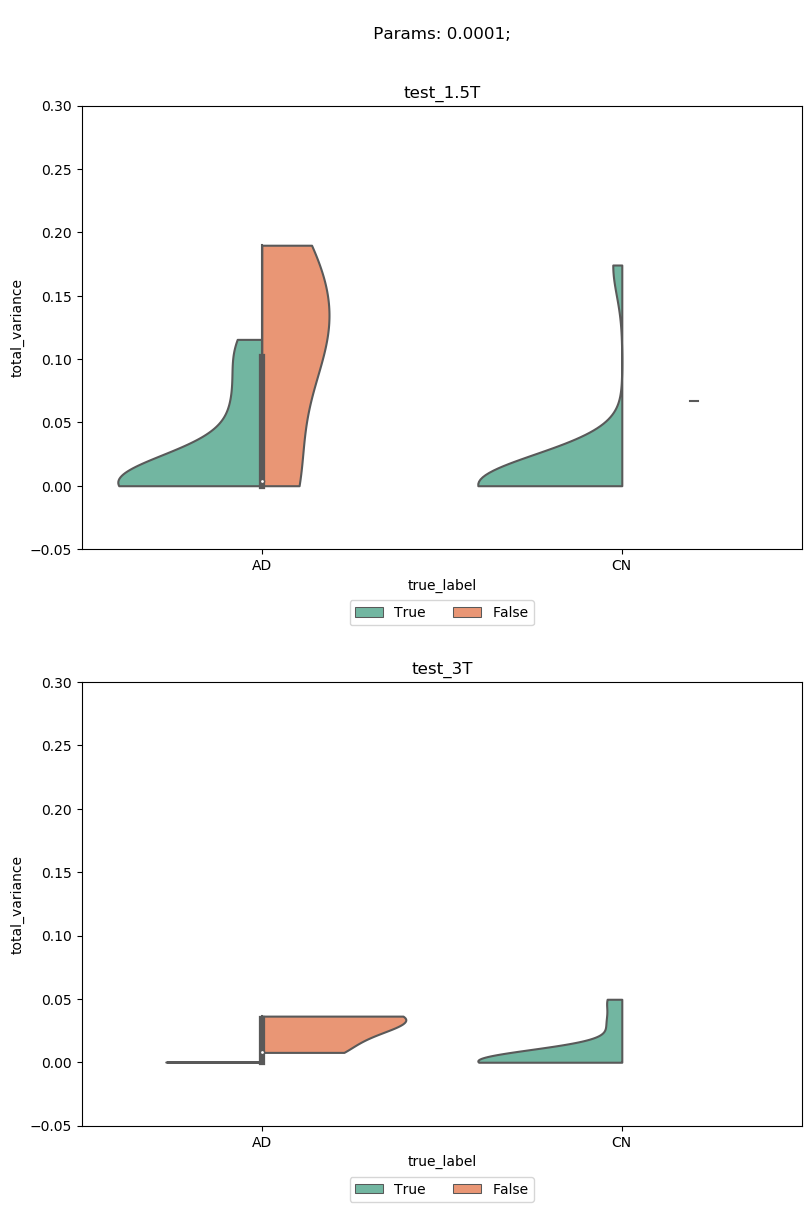 Params: 0.0001;
test_1.5T
0.30
0.25
0.20
0.15
0.10
0.05
0.00
−0.05
total_variance
AD CN
true_label
True False
test_3T
0.30
0.25
0.20
0.15
0.10
0.05
0.00
−0.05
total_variance
AD CN
true_label
True False